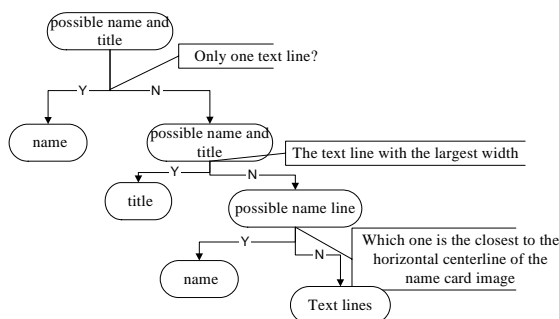 possible name and
title
Only one text line?
Y
N
name
possible name and
title
The text line with the largest width
Y
N
title
possible name line
Which one is the closest to the
horizontal centerline of the
name card image
Y
N
name
Text lines